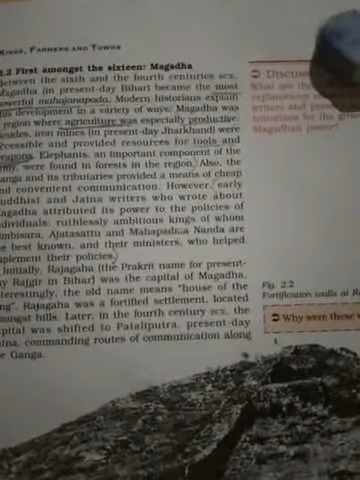 KINGS, FARMERS AND TOWNS
2.2 First amongst the sixteen: Magadha
Between the sixth and the fourth centuries BCE,
Magadha (in present-day Bihar) became the most
powerful mahajanapada. Modern historians explain
this development in a variety of ways: Magadha was
region where agriculture was especially productive.
Besides, iron mines (in present-day Jharkhand) were
accessible and provided resources for tools and
weapons. Elephants, an important component of the
army, were found in forests in the region. Also, the
Ganga and its tributaries provided a means of cheap
and convenient communication. However, early
Buddhist and Jaina writers who wrote about
Magadha attributed its power to the policies of
individuals: ruthlessly ambitious kings of whom
Bimbisara, Ajatasattu and Mahapadma Nanda are
the best known, and their ministers, who helped
implement their policies.
Initially, Rajagaha (the Prakrit name for present-
day Rajgir in Bihar) was the capital of Magadha.
Interestingly, the old name means "house of the
king". Rajagaha was a fortified settlement, located
amongst hills. Later, in the fourth century BCE, the
capital was shifted to Pataliputra, present-day
Patna, commanding routes of communication along
the Ganga.
Discuss
What are the
writers and
Magadhan power?
Fig. 2.2
Fortification walls at
Why were these